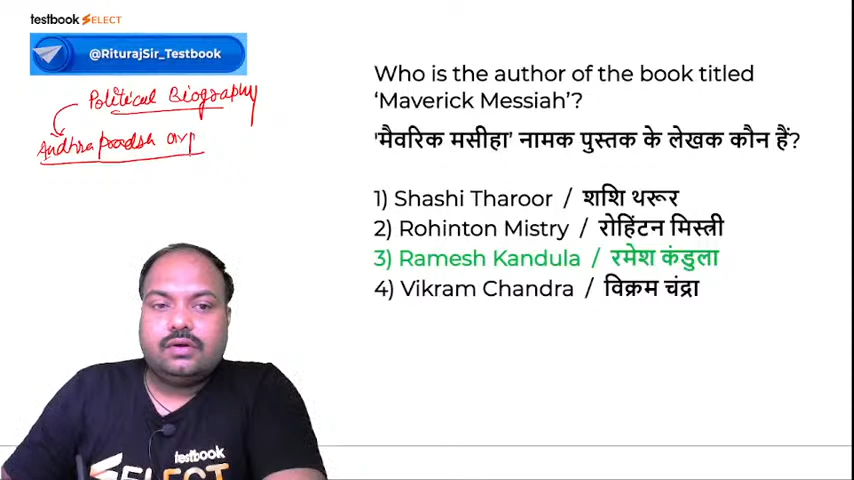 testbook SELECT
@RiturajSir_Testbook
Political Biography
Andhra Pradesh
Who is the author of the book titled
‘Maverick Messiah’?
'मैवरिक मसीहा’ नामक पुस्तक के लेखक कौन हैं?
1) Shashi Tharoor / शशि थरूर
2) Rohinton Mistry / रोहिंटन मिस्त्री
3) Ramesh Kandula / रमेश कंडुला
4) Vikram Chandra / विक्रम चंद्रा
testbook
SELECT